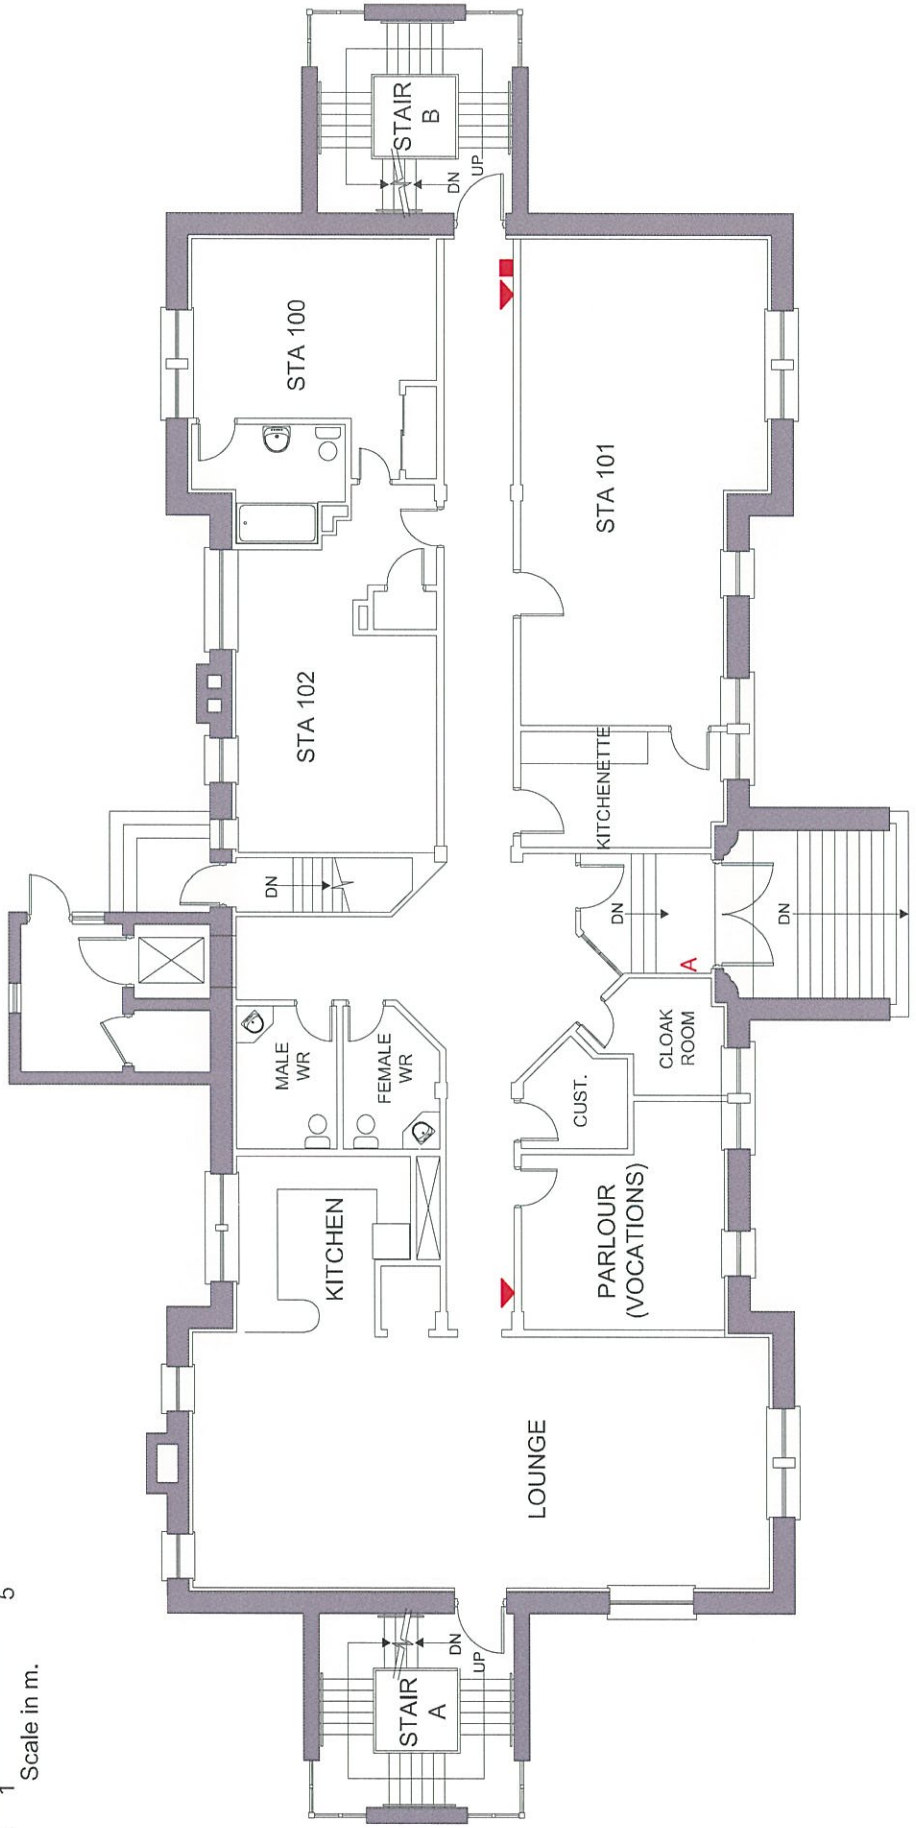 1
5
Scale in m.
STAIR
A
DN
UP
LOUNGE
KITCHEN
PARLOUR
(VOCATIONS)
MALE
WR
FEMALE
WR
CUST.
CLOAK
ROOM
A
DN
DN
DN
KITCHENETTE
STA 102
STA 101
STA 100
STAIR
B
DN
UP